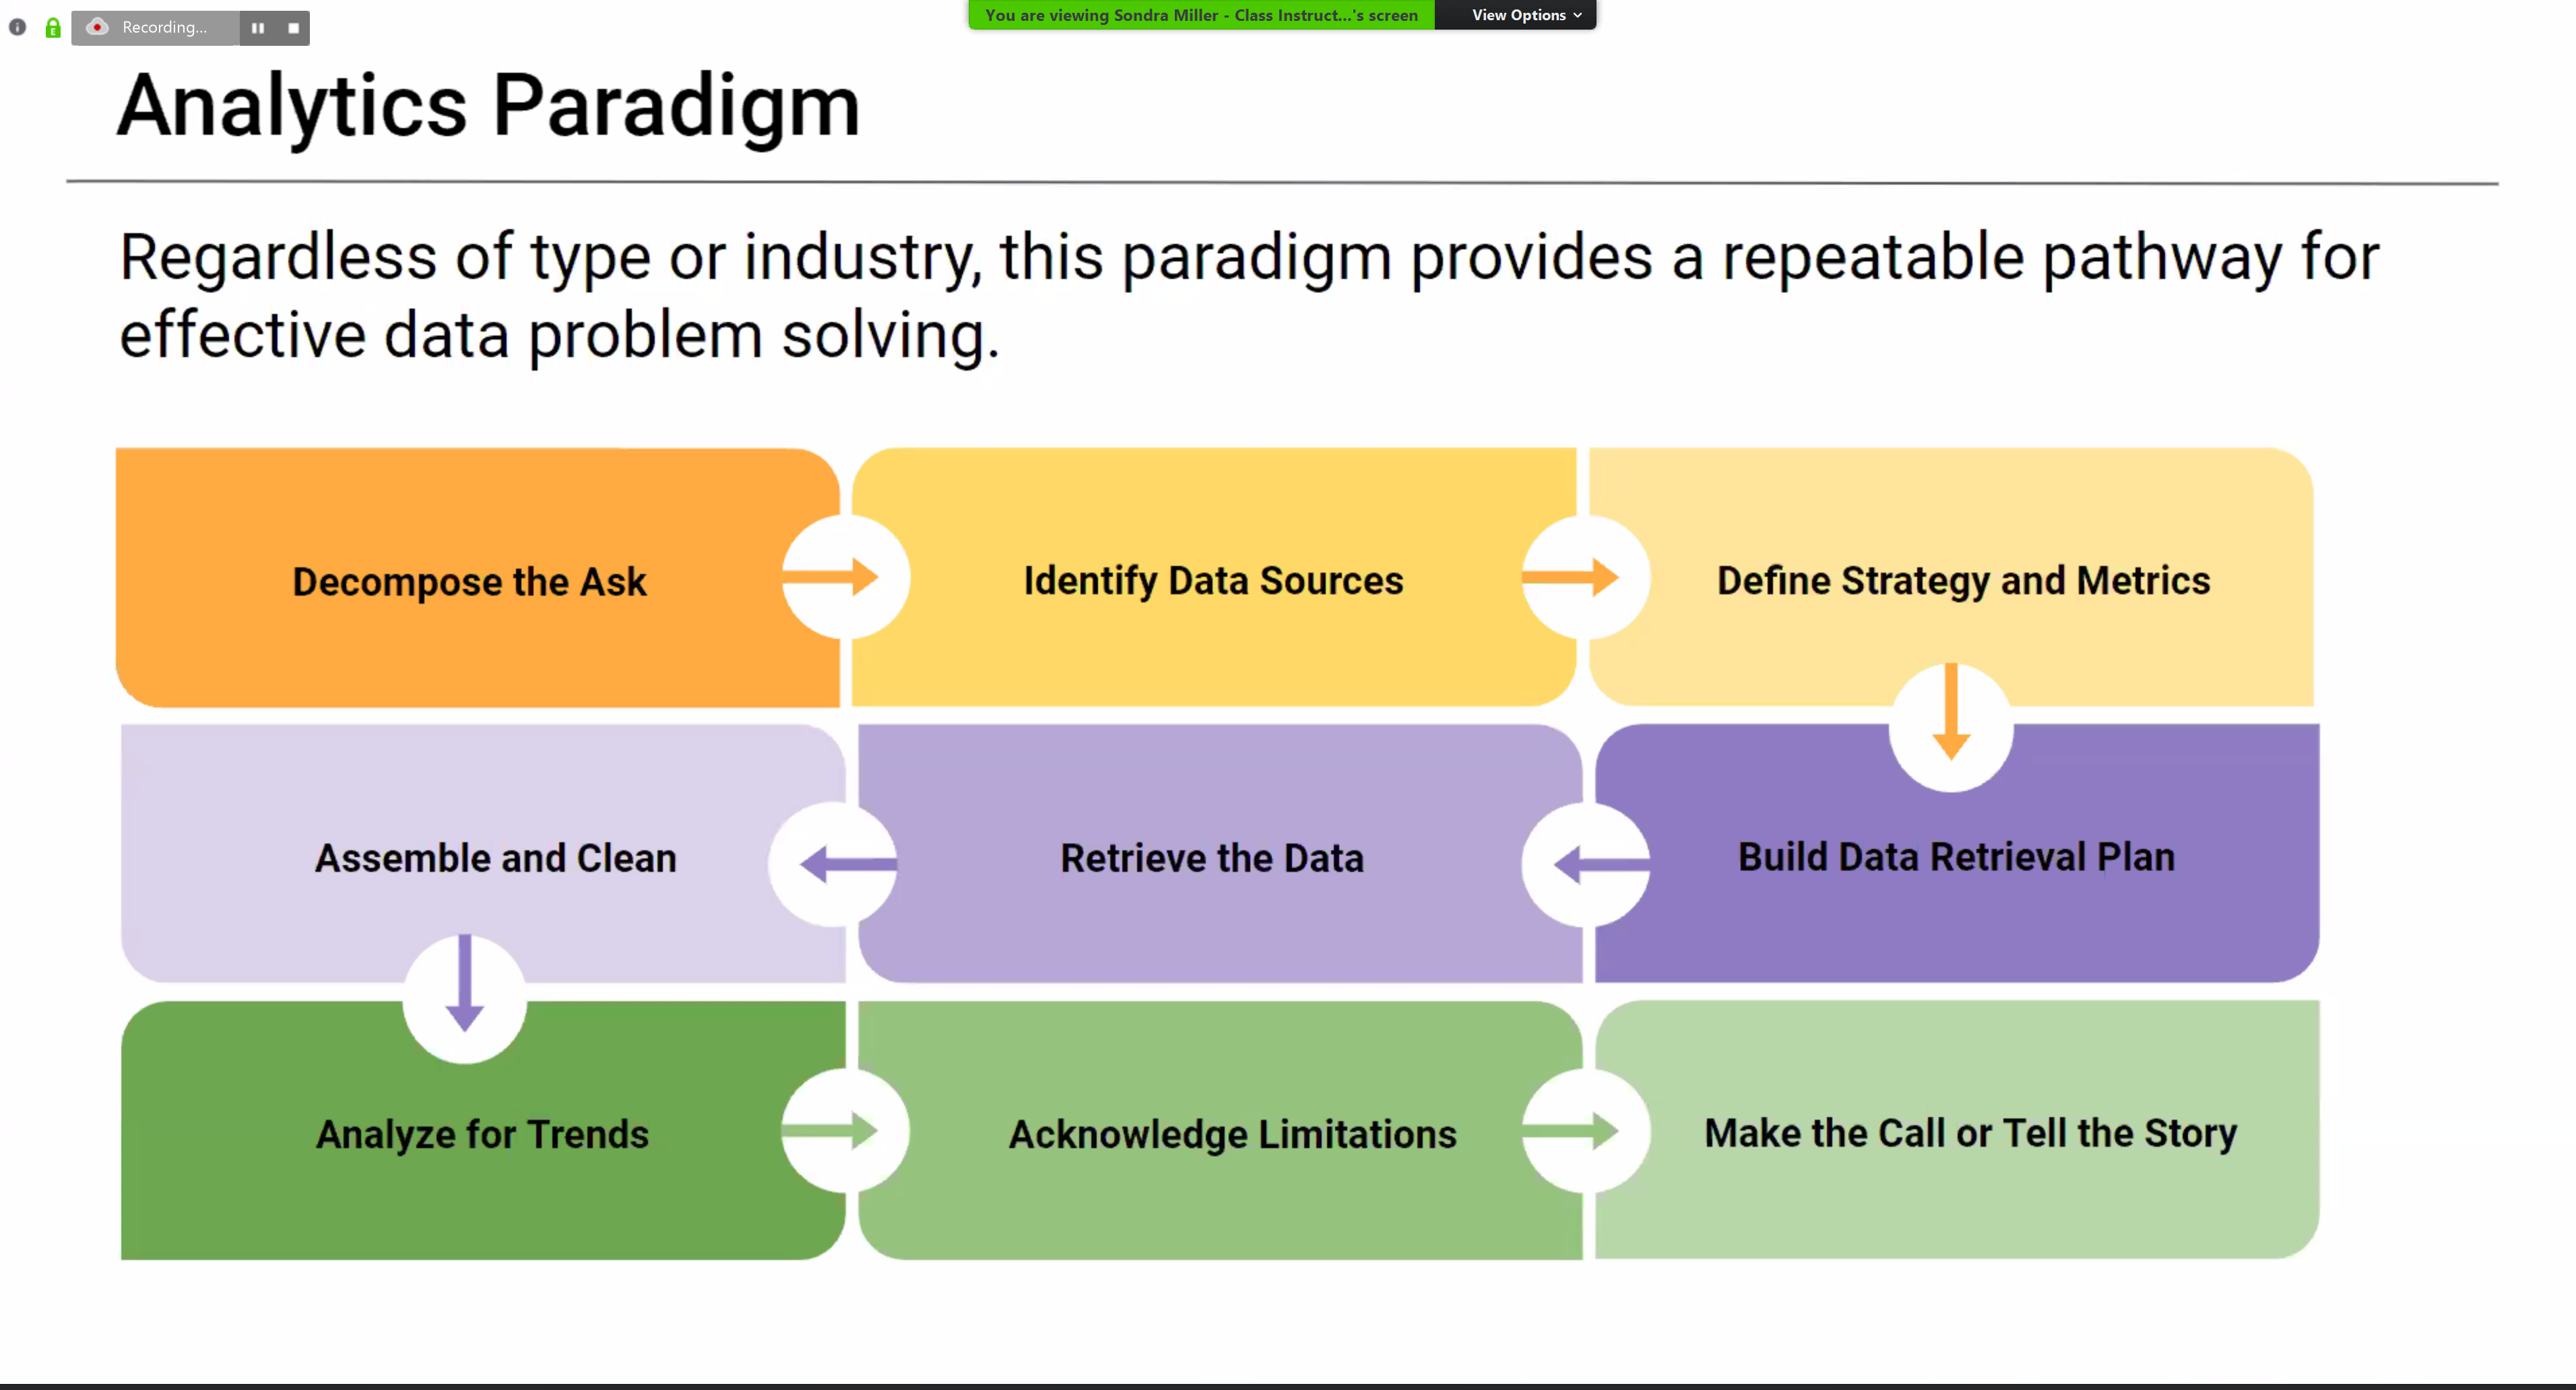 Recording...
You are viewing Sondra Miller - Class Instruct...'s screen
View Options
Analytics Paradigm
Regardless of type or industry, this paradigm provides a repeatable pathway for
effective data problem solving.
Decompose the Ask
Identify Data Sources
Define Strategy and Metrics
Build Data Retrieval Plan
Retrieve the Data
Assemble and Clean
Analyze for Trends
Acknowledge Limitations
Make the Call or Tell the Story